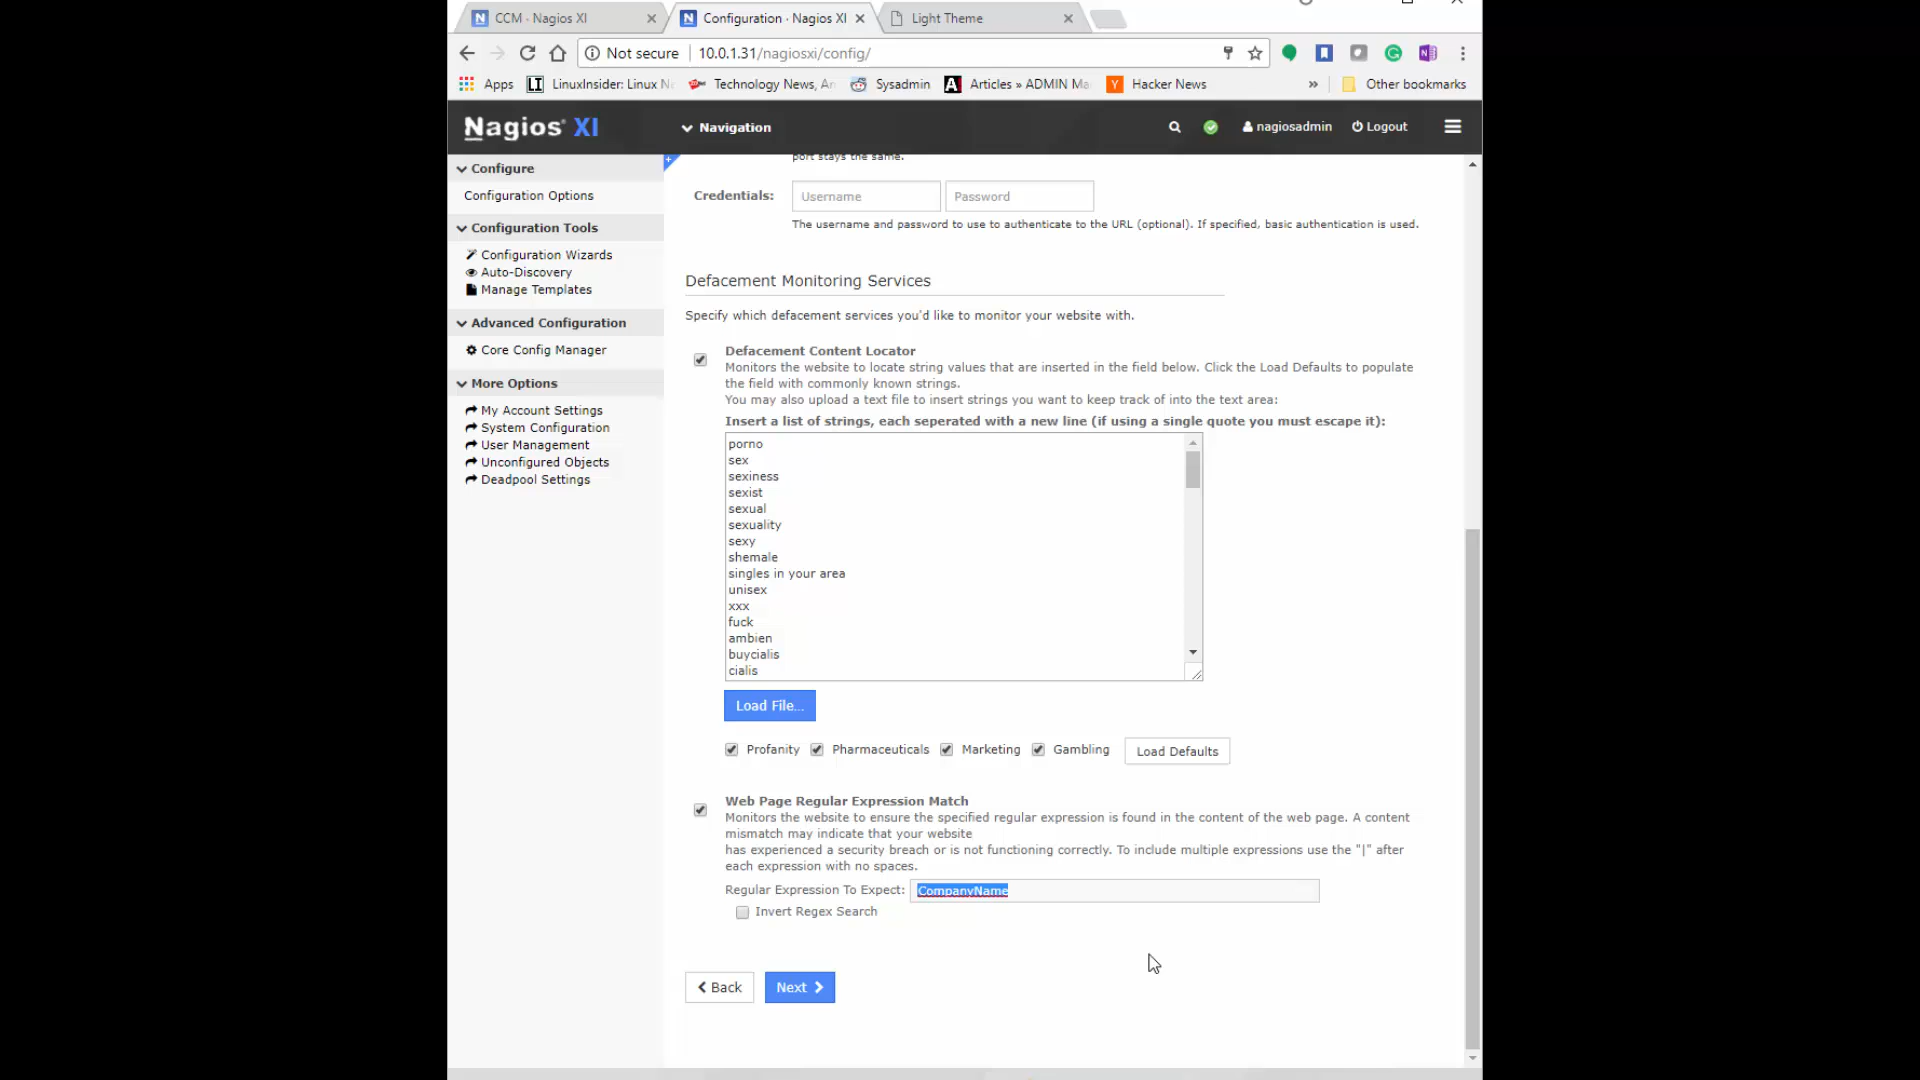 CCM · Nagios XI
Configuration · Nagios XI
Light Theme
Not secure
10.0.1.31/nagiosxi/config/
Apps
LinuxInsider: Linux N
Technology News, An
Sysadmin
Articles » ADMIN Ma
Hacker News
»
Other bookmarks
Nagios® XI
Navigation
nagiosadmin
Logout
Configure
Configuration Options
Configuration Tools
Configuration Wizards
Auto-Discovery
Manage Templates
Advanced Configuration
Core Config Manager
More Options
My Account Settings
System Configuration
User Management
Unconfigured Objects
Deadpool Settings
port stays the same.
Credentials:
Username
Password
The username and password to use to authenticate to the URL (optional). If specified, basic authentication is used.
Defacement Monitoring Services
Specify which defacement services you'd like to monitor your website with.
Defacement Content Locator
Monitors the website to locate string values that are inserted in the field below. Click the Load Defaults to populate
the field with commonly known strings.
You may also upload a text file to insert strings you want to keep track of into the text area:
Insert a list of strings, each seperated with a new line (if using a single quote you must escape it):
porno
sex
sexiness
sexist
sexual
sexuality
sexy
shemale
singles in your area
unisex
xxx
fuck
ambien
buycialis
cialis
Load File...
Profanity
Pharmaceuticals
Marketing
Gambling
Load Defaults
Web Page Regular Expression Match
Monitors the website to ensure the specified regular expression is found in the content of the web page. A content
mismatch may indicate that your website
has experienced a security breach or is not functioning correctly. To include multiple expressions use the "|" after
each expression with no spaces.
Regular Expression To Expect:
CompanyName
Invert Regex Search
Back
Next